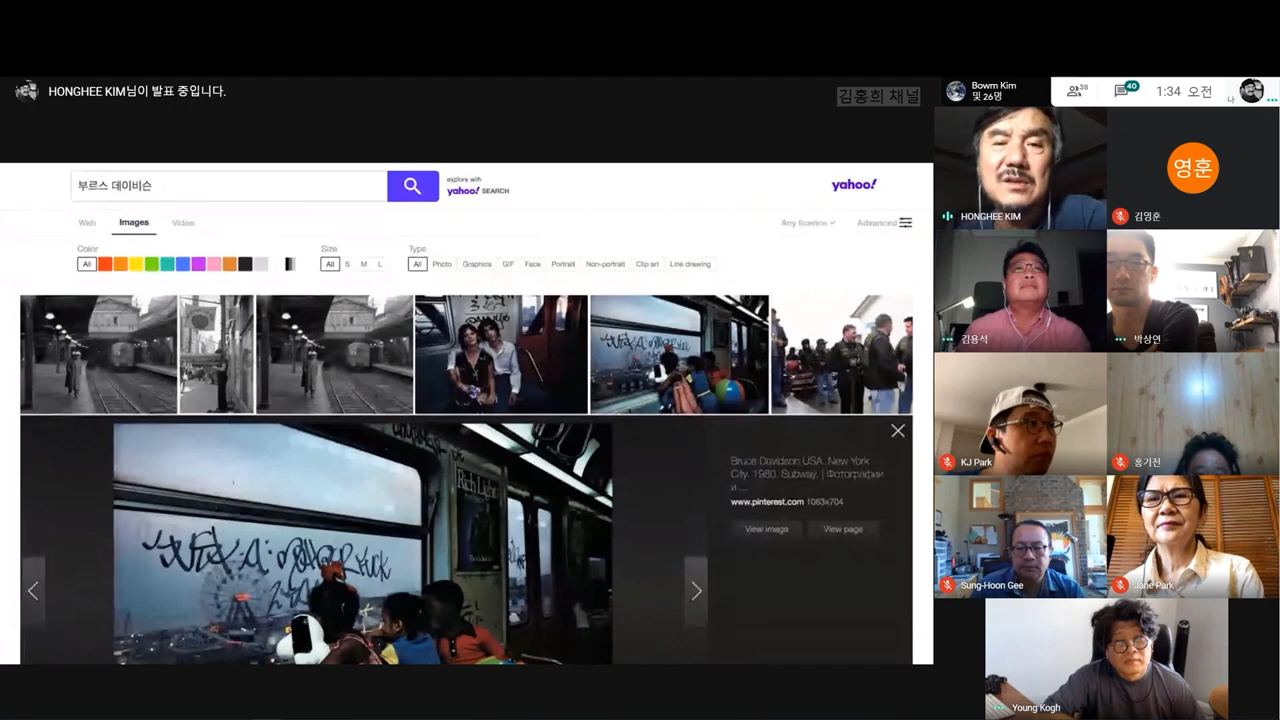 HONGHEE KIM님이 발표 중입니다.
김홍희 채널
Bowm Kim
및 26명
38
40
1:34 오전
나
부르스 데이비슨
explore with
yahoo! SEARCH
yahoo!
Web Images Video
Any licence
Advanced
Color
All
Size
All S M L
Type
All Photo Graphics GIF Face Portrait Non-portrait Clip art Line drawing
Bruce Davidson USA. New York
City. 1980. Subway. | Фотографии
и ...
www.pinterest.com 1063x704
View image View page
Rich Light
HONGHEE KIM
영훈
김영훈
김용석
박상연
KJ Park
홍기전
Sung-Hoon Gee
Jane Park
Young Kogh